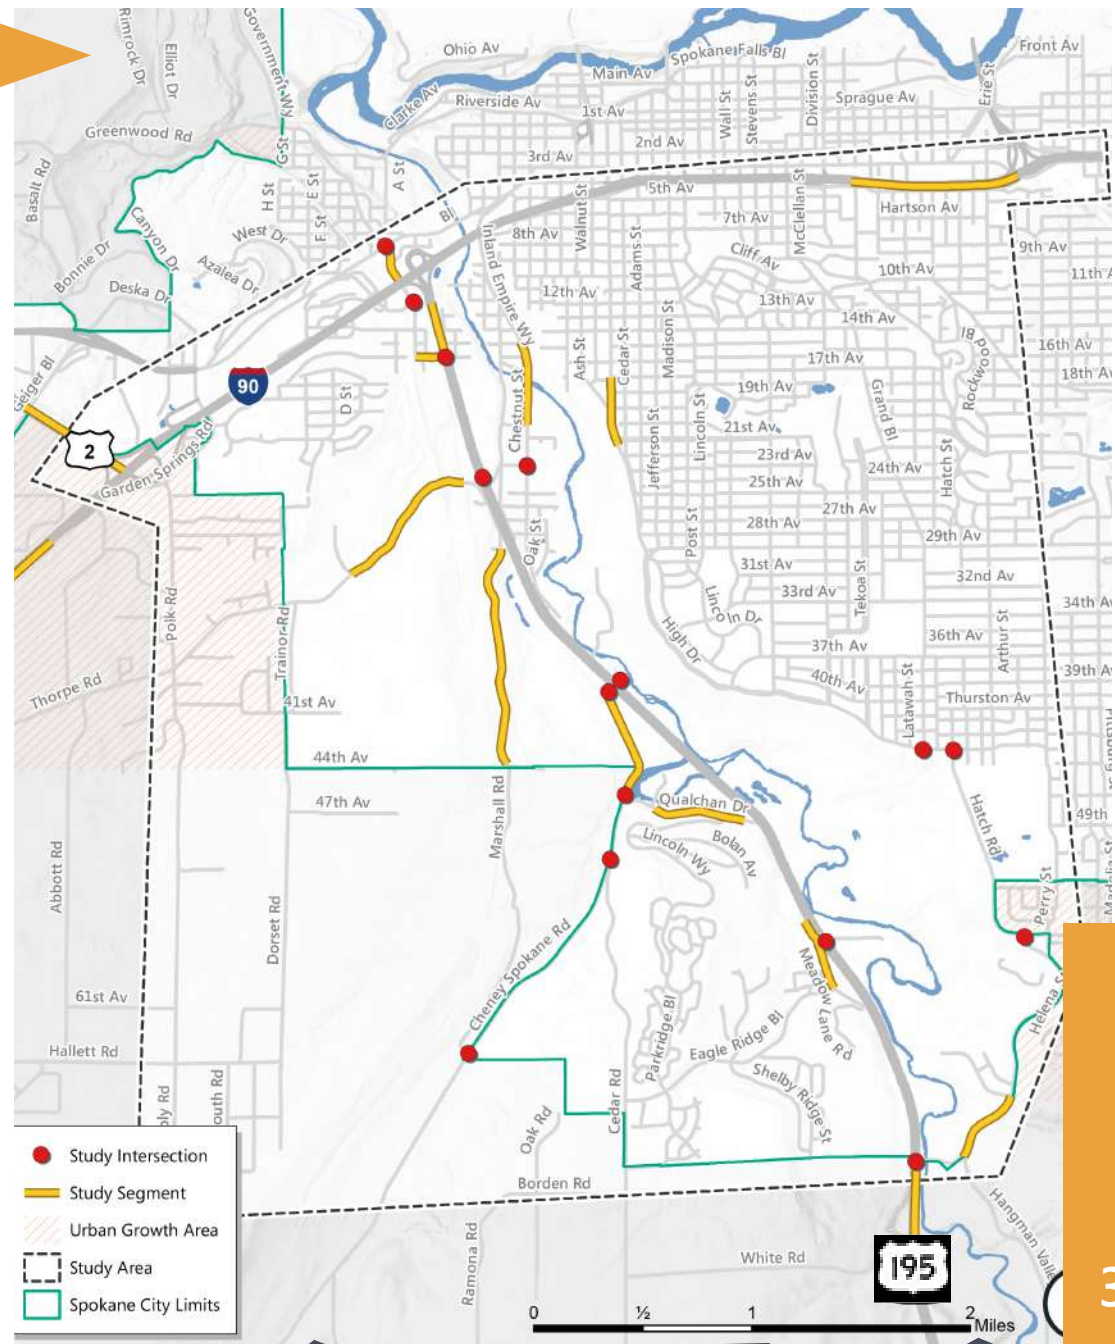 Rimrock Dr
Elliot Dr
Government Wy
Ohio Av
Spokane Falls Bl
Front Av
Main Av
Clarke Av
Riverside Av
1st Av
Wall St
Stevens St
Division St
Sprague Av
Erie St
Greenwood Rd
2nd Av
3rd Av
Basalt Rd
G St
H St
E St
F St
A St
5th Av
Hartson Av
Canyon Dr
West Dr
Bl
8th Av
7th Av
Walnut St
Adams St
McClellan St
Bonnie Dr
Azalea Dr
Deska Dr
Inland Empire Wy
Cliff Av
9th Av
10th Av
11th A
12th Av
13th Av
14th Av
Geiger Bl
90
D St
Chestnut St
Ash St
Cedar St
Madison St
17th Av
Rockwood Bl
16th Av
18th Av
19th Av
Grand Bl
2
Garden Springs Rd
Jefferson St
Lincoln St
21st Av
23rd Av
24th Av
Hatch St
25th Av
27th Av
28th Av
Oak St
Post St
29th Av
31st Av
32nd Av
33rd Av
Tekoa St
34th Av
Polk Rd
Trainor Rd
Lincoln Dr
High Dr
37th Av
36th Av
Arthur St
39th Av
Thorpe Rd
40th Av
Latawah St
Thurston Av
41st Av
44th Av
47th Av
Marshall Rd
Qualchan Dr
Lincoln Wy
Bolan Av
Hatch Rd
49th
Abbott Rd
Dorset Rd
Perry St
Cheney Spokane Rd
61st Av
Meadow Lane Rd
Helena S
Hallett Rd
Parkridge Bl
Eagle Ridge Bl
Shelby Ridge St
Cedar Rd
Oak Rd
outh Rd
Borden Rd
Ramona Rd
White Rd
Hangman Valle
195
Study Intersection
Study Segment
Urban Growth Area
Study Area
Spokane City Limits
0 ½ 1 2
Miles
3